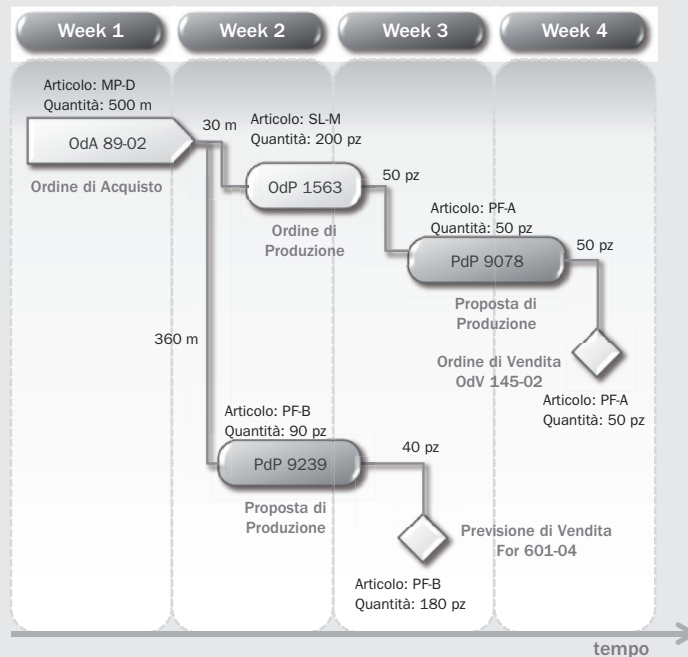 Week 1
Week 2
Week 3
Week 4
Articolo: MP-D
Quantità: 500 m
OdA 89-02
Ordine di Acquisto
30 m
Articolo: SL-M
Quantità: 200 pz
OdP 1563
Ordine di
Produzione
50 pz
Articolo: PF-A
Quantità: 50 pz
PdP 9078
Proposta di
Produzione
50 pz
Ordine di Vendita
OdV 145-02
Articolo: PF-A
Quantità: 50 pz
360 m
Articolo: PF-B
Quantità: 90 pz
PdP 9239
Proposta di
Produzione
40 pz
Previsione di Vendita
For 601-04
Articolo: PF-B
Quantità: 180 pz
tempo